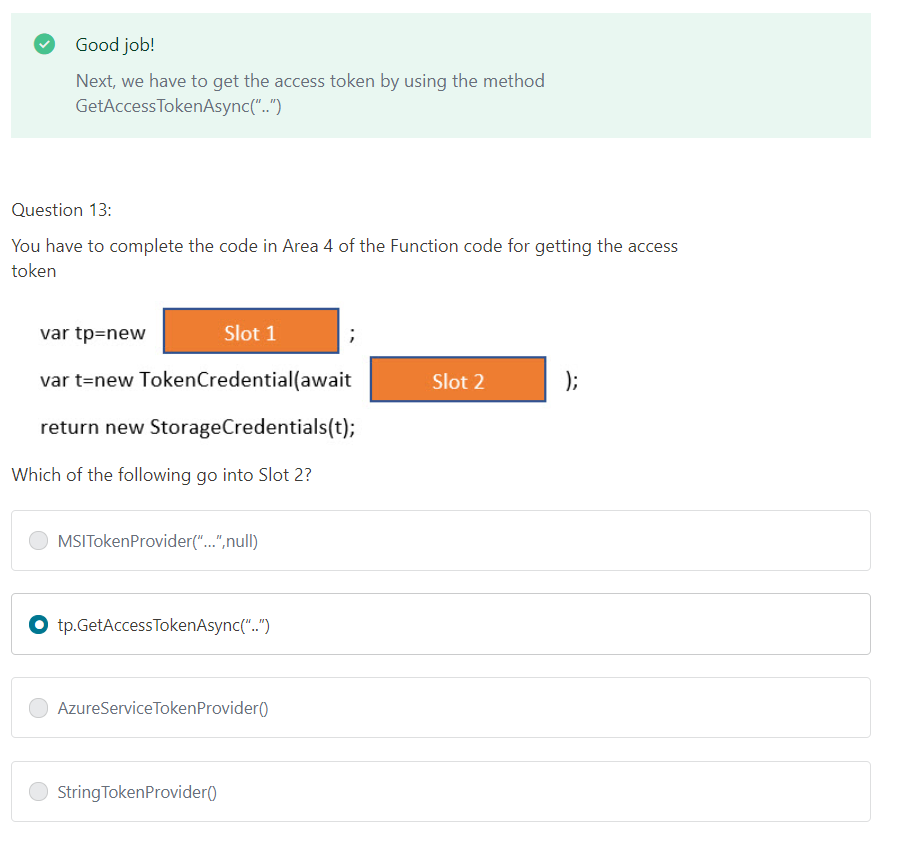 Good job!
Next, we have to get the access token by using the method
GetAccessTokenAsync(“..”)
Question 13:
You have to complete the code in Area 4 of the Function code for getting the access
token
var tp=new Slot 1 ;
var t=new TokenCredential(await Slot 2 );
return new StorageCredentials(t);
Which of the following go into Slot 2?
MSITokenProvider(“...”,null)
tp.GetAccessTokenAsync(“..”)
AzureServiceTokenProvider()
StringTokenProvider()